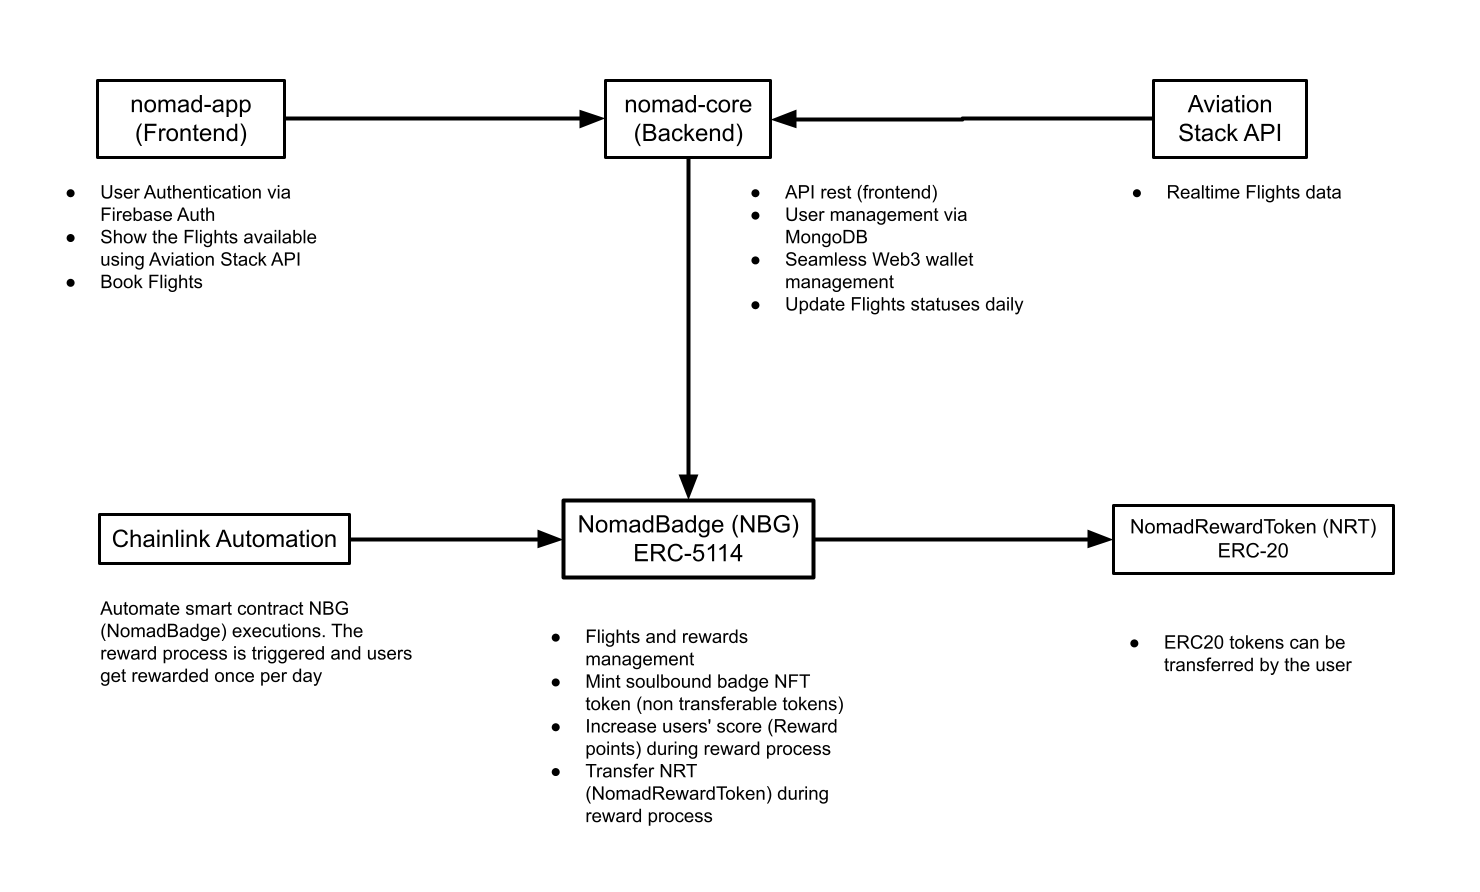 nomad-app
(Frontend)
● User Authentication via
Firebase Auth
● Show the Flights available
using Aviation Stack API
● Book Flights
nomad-core
(Backend)
● API rest (frontend)
● User management via
MongoDB
● Seamless Web3 wallet
management
● Update Flights statuses daily
Aviation
Stack API
● Realtime Flights data
Chainlink Automation
Automate smart contract NBG
(NomadBadge) executions. The
reward process is triggered and users
get rewarded once per day
NomadBadge (NBG)
ERC-5114
● Flights and rewards
management
● Mint soulbound badge NFT
token (non transferable tokens)
● Increase users' score (Reward
points) during reward process
● Transfer NRT
(NomadRewardToken) during
reward process
NomadRewardToken (NRT)
ERC-20
● ERC20 tokens can be
transferred by the user